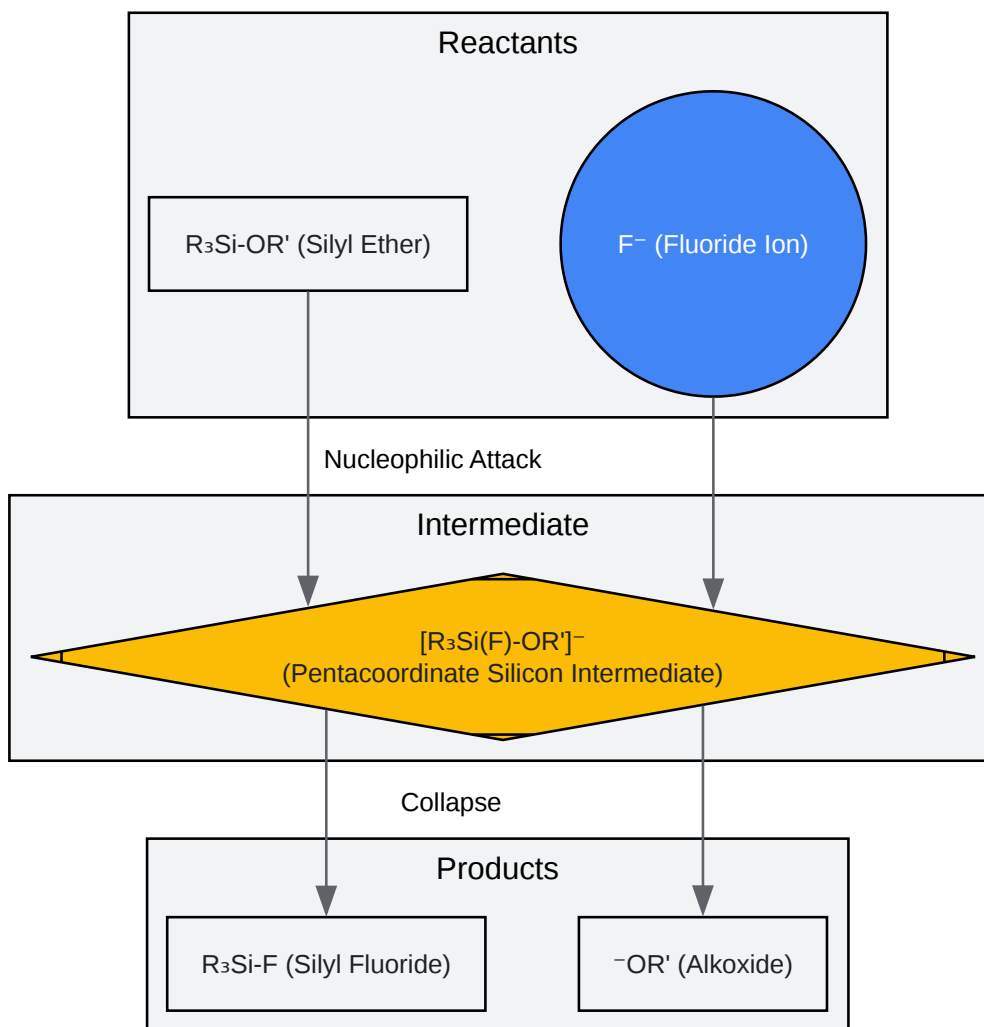 Reactants
R₃Si-OR' (Silyl Ether)
F⁻ (Fluoride Ion)
Nucleophilic Attack
Intermediate
[R₃Si(F)-OR']⁻
(Pentacoordinate Silicon Intermediate)
Collapse
Products
R₃Si-F (Silyl Fluoride)
⁻OR' (Alkoxide)